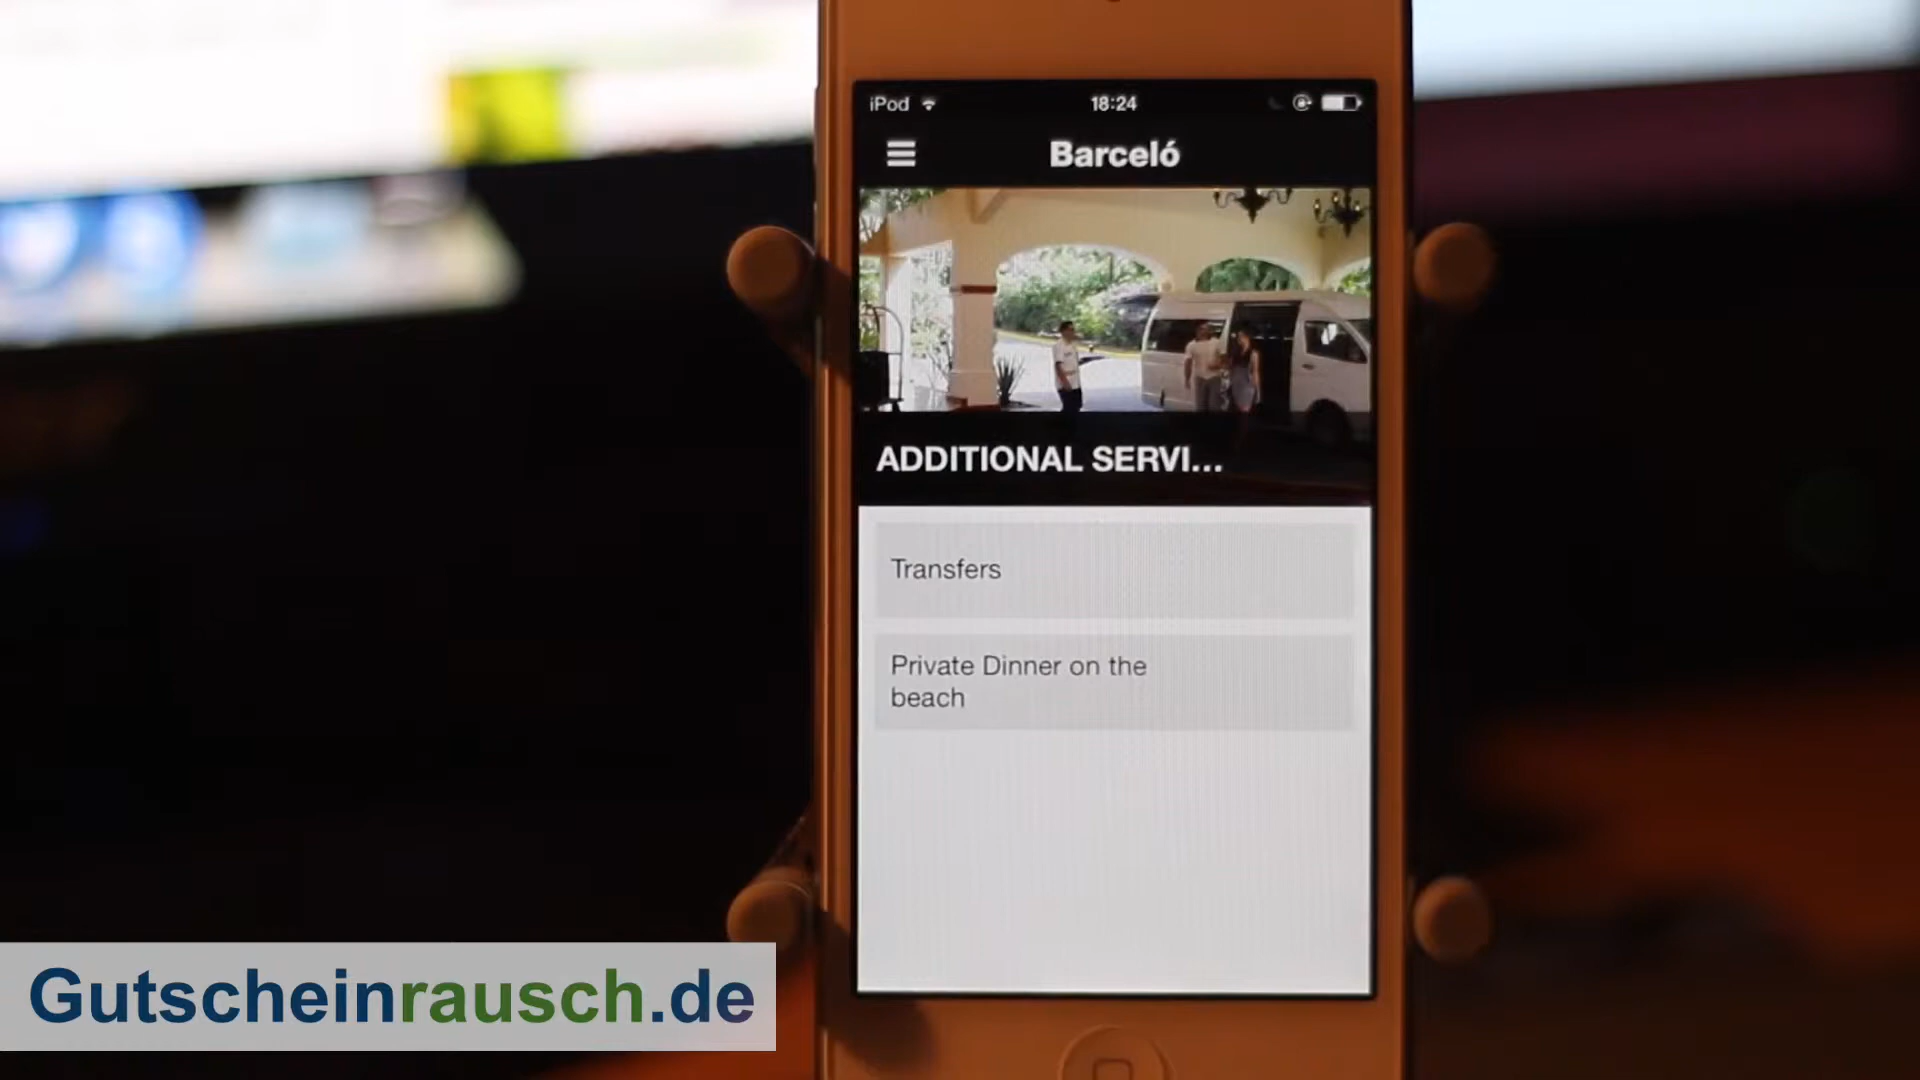 iPod 18:24
Barceló
ADDITIONAL SERVI...
Transfers
Private Dinner on the
beach
Gutscheinrausch.de